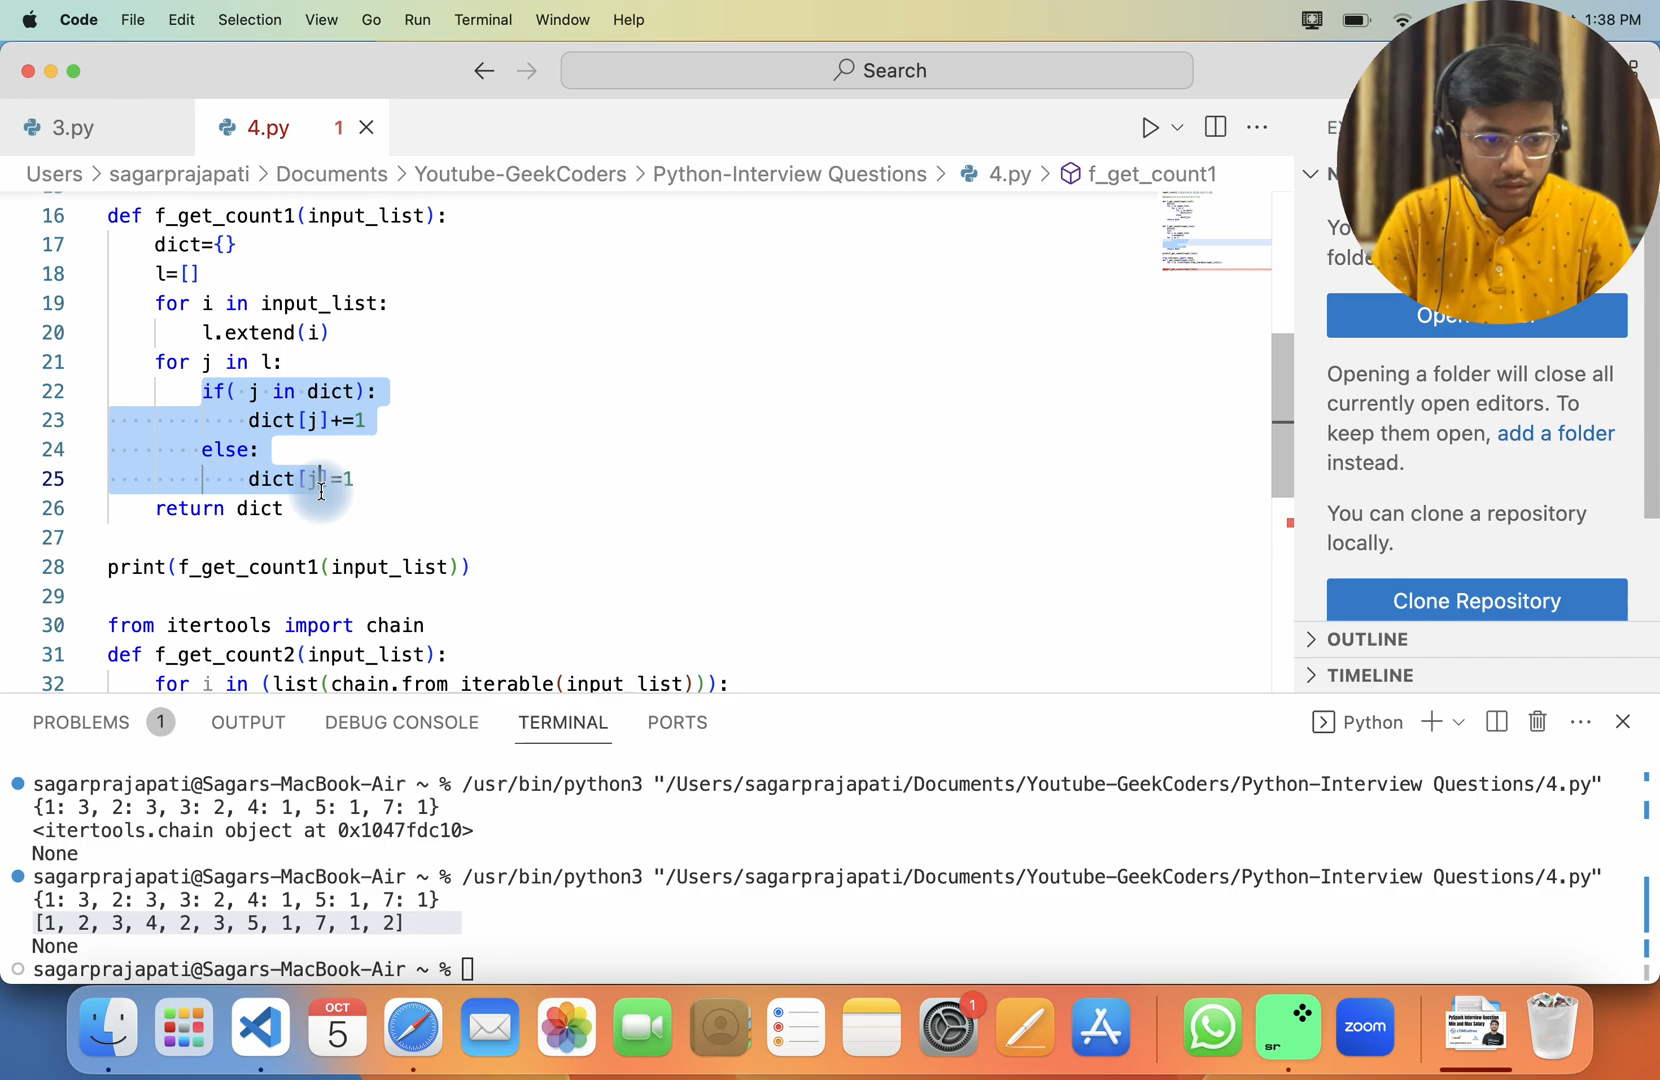 Code File Edit Selection View Go Run Terminal Window Help 1:38 PM
Search
3.py 4.py 1
Users > sagarprajapati > Documents > Youtube-GeekCoders > Python-Interview Questions > 4.py > f_get_count1
16 def f_get_count1(input_list):
17 dict={}
18 l=[]
19 for i in input_list:
20 l.extend(i)
21 for j in l:
22 if( j in dict):
23 dict[j]+=1
24 else:
25 dict[j]=1
26 return dict
27
28 print(f_get_count1(input_list))
29
30 from itertools import chain
31 def f_get_count2(input_list):
32 for i in (list(chain.from_iterable(input_list))):
Opening a folder will close all
currently open editors. To
keep them open, add a folder
instead.
You can clone a repository
locally.
Clone Repository
OUTLINE
TIMELINE
PROBLEMS 1 OUTPUT DEBUG CONSOLE TERMINAL PORTS Python
sagarprajapati@Sagars-MacBook-Air ~ % /usr/bin/python3 "/Users/sagarprajapati/Documents/Youtube-GeekCoders/Python-Interview Questions/4.py"
{1: 3, 2: 3, 3: 2, 4: 1, 5: 1, 7: 1}
<itertools.chain object at 0x1047fdc10>
None
sagarprajapati@Sagars-MacBook-Air ~ % /usr/bin/python3 "/Users/sagarprajapati/Documents/Youtube-GeekCoders/Python-Interview Questions/4.py"
{1: 3, 2: 3, 3: 2, 4: 1, 5: 1, 7: 1}
[1, 2, 3, 4, 2, 3, 5, 1, 7, 1, 2]
None
sagarprajapati@Sagars-MacBook-Air ~ %
OCT
5
1
sr
zoom
PySpark Interview Question
Min and Max Salary